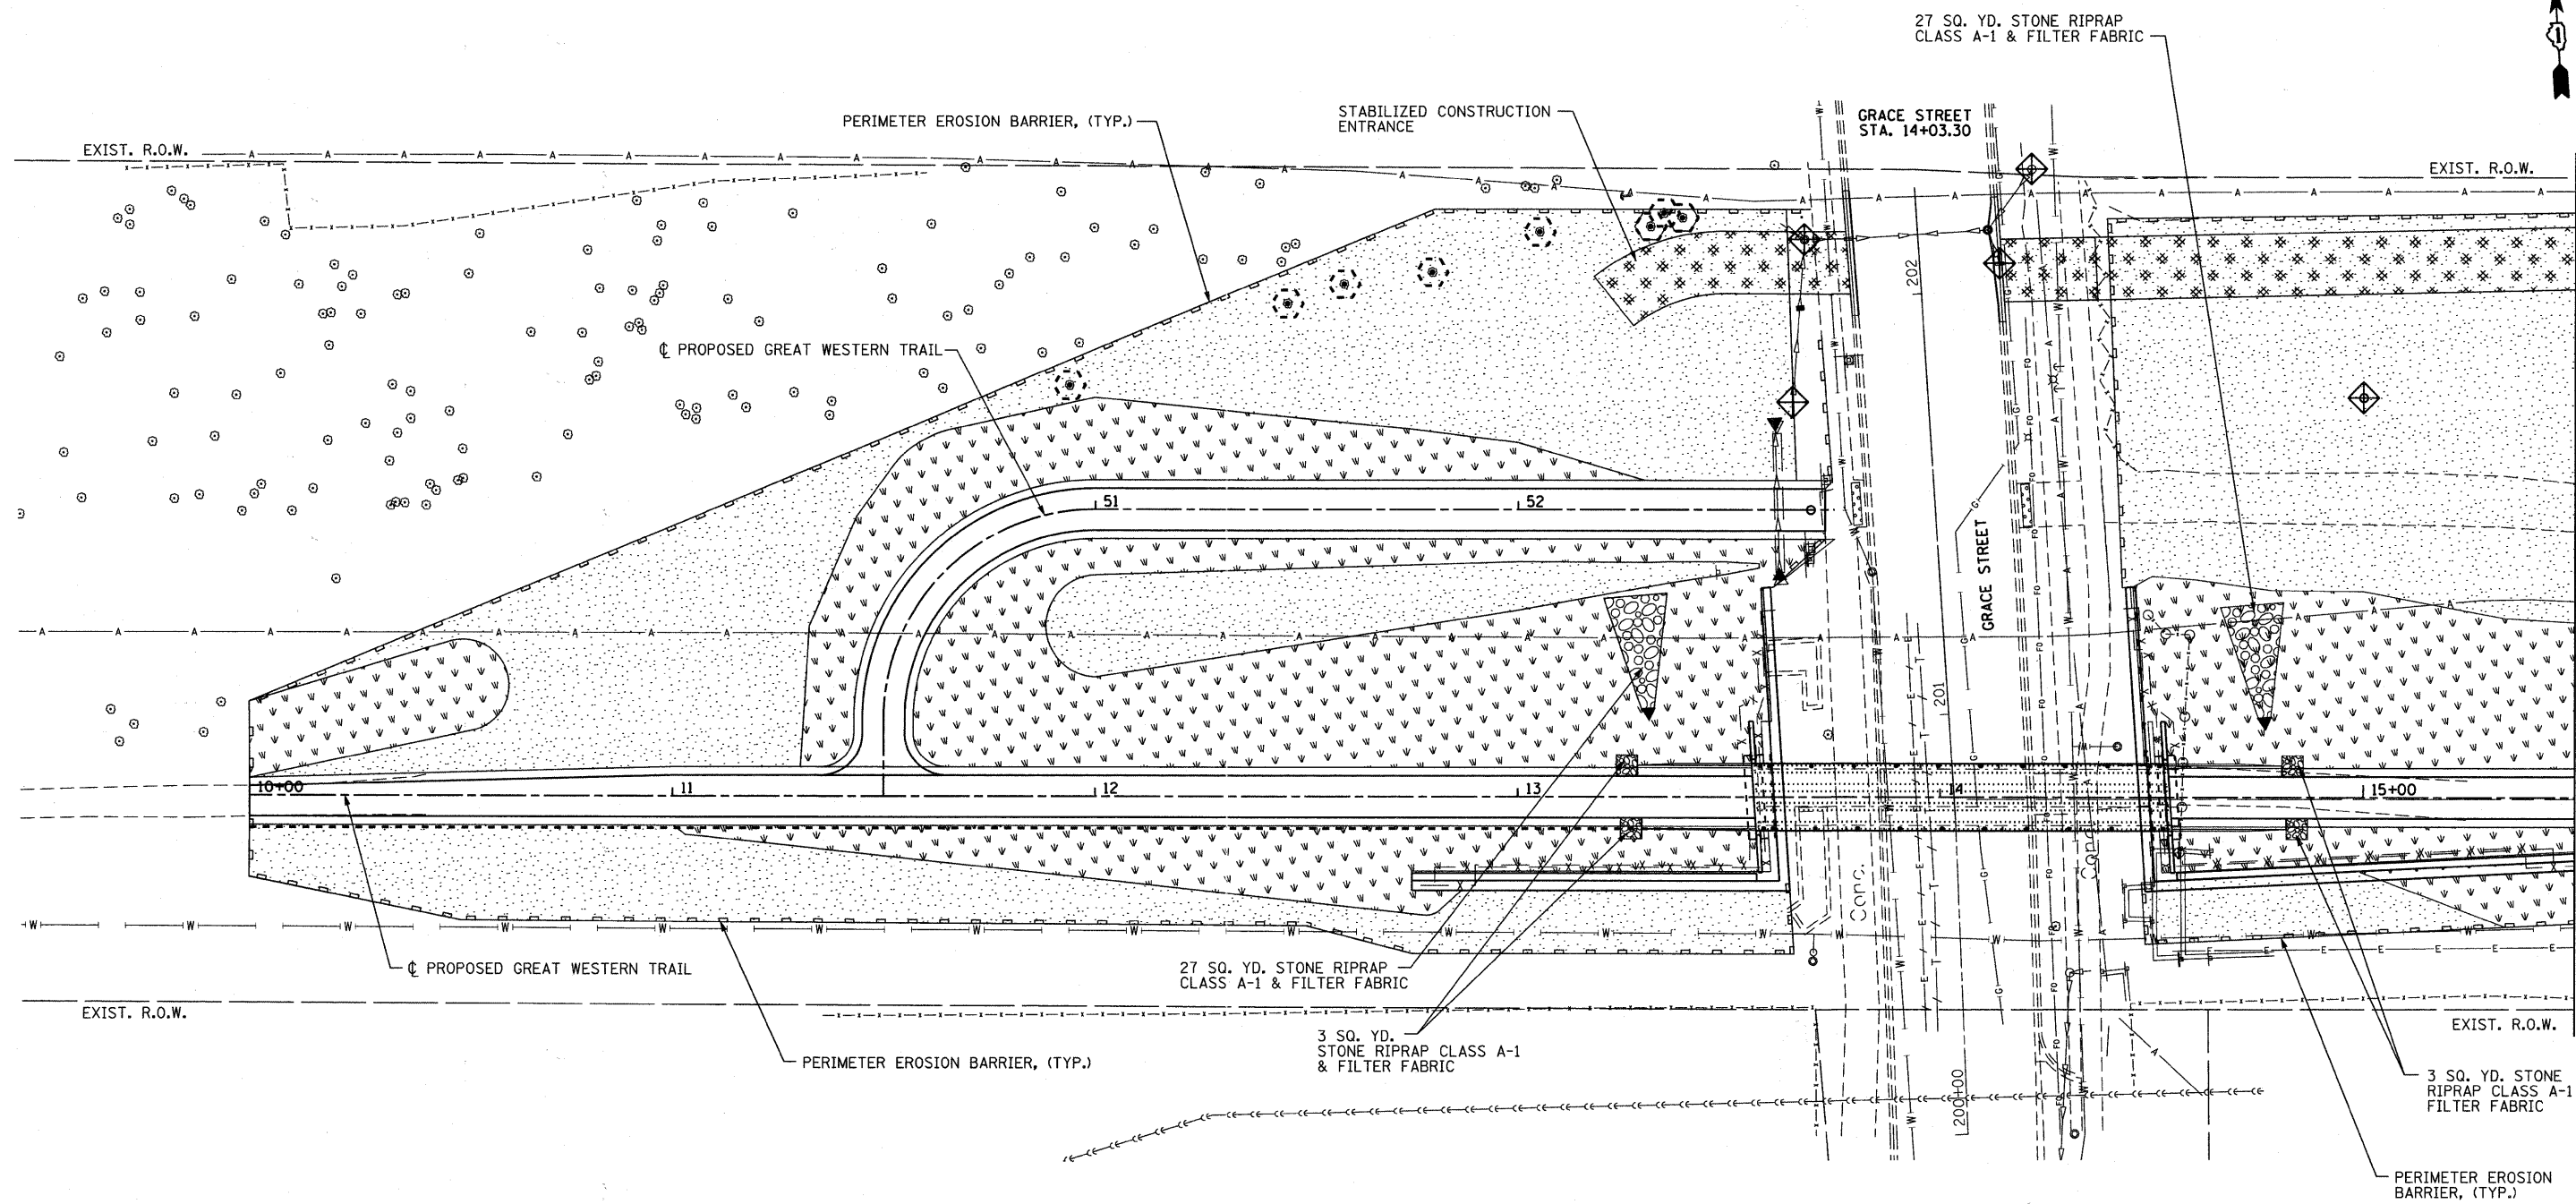 27 SQ. YD. STONE RIPRAP
CLASS A-1 & FILTER FABRIC
1
PERIMETER EROSION BARRIER, (TYP.)
STABILIZED CONSTRUCTION
ENTRANCE
GRACE STREET
STA. 14+03.30
EXIST. R.O.W.
EXIST. R.O.W.
202
℄ PROPOSED GREAT WESTERN TRAIL
51
52
GRACE STREET
201
10+00
11
12
13
14
15+00
Conc.
Conc.
℄ PROPOSED GREAT WESTERN TRAIL
27 SQ. YD. STONE RIPRAP
CLASS A-1 & FILTER FABRIC
EXIST. R.O.W.
EXIST. R.O.W.
3 SQ. YD.
STONE RIPRAP CLASS A-1
& FILTER FABRIC
PERIMETER EROSION BARRIER, (TYP.)
200+00
3 SQ. YD. STONE
RIPRAP CLASS A-1
FILTER FABRIC
PERIMETER EROSION
BARRIER, (TYP.)